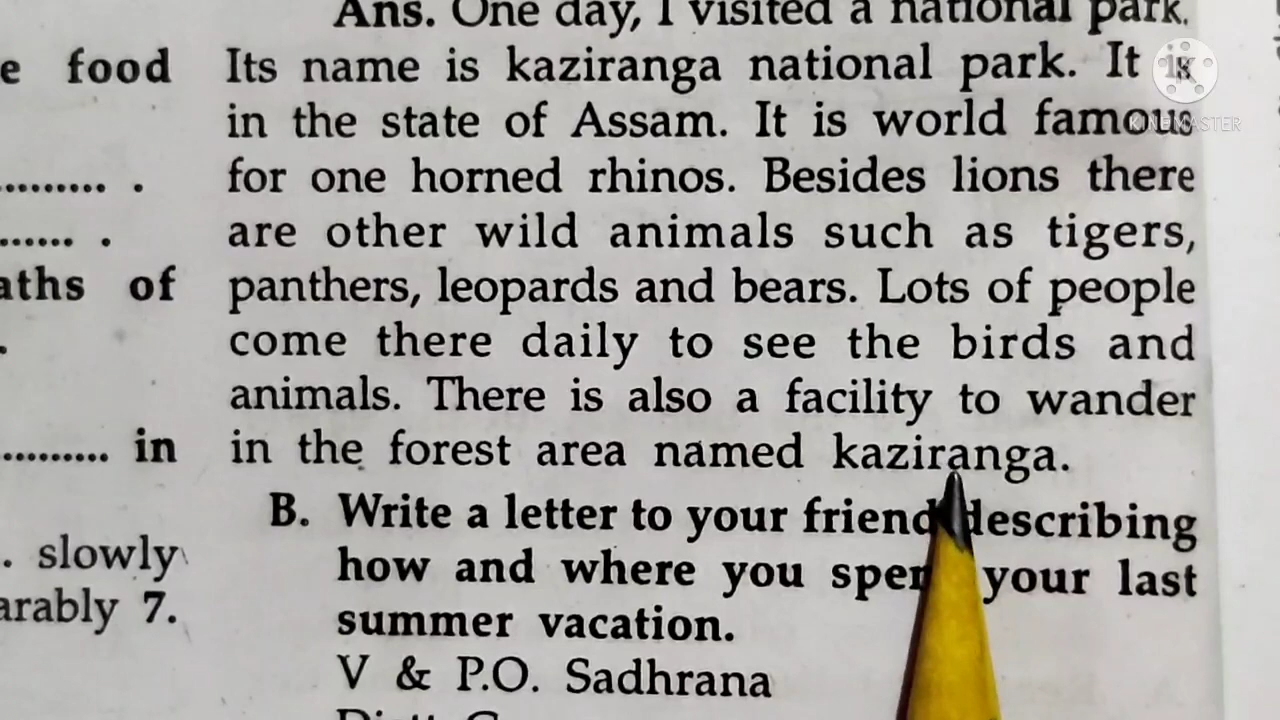 Ans. One day, I visited a national park.
e food
Its name is kaziranga national park. It is
in the state of Assam. It is world famous
for one horned rhinos. Besides lions there
......... .
are other wild animals such as tigers,
....... .
panthers, leopards and bears. Lots of people
aths of
come there daily to see the birds and
.
animals. There is also a facility to wander
in the forest area named kaziranga.
......... in
B. Write a letter to your friend describing
how and where you your last
summer vacation.
V & P.O. Sadhrana
. slowly
arably 7.
KINEMASTER